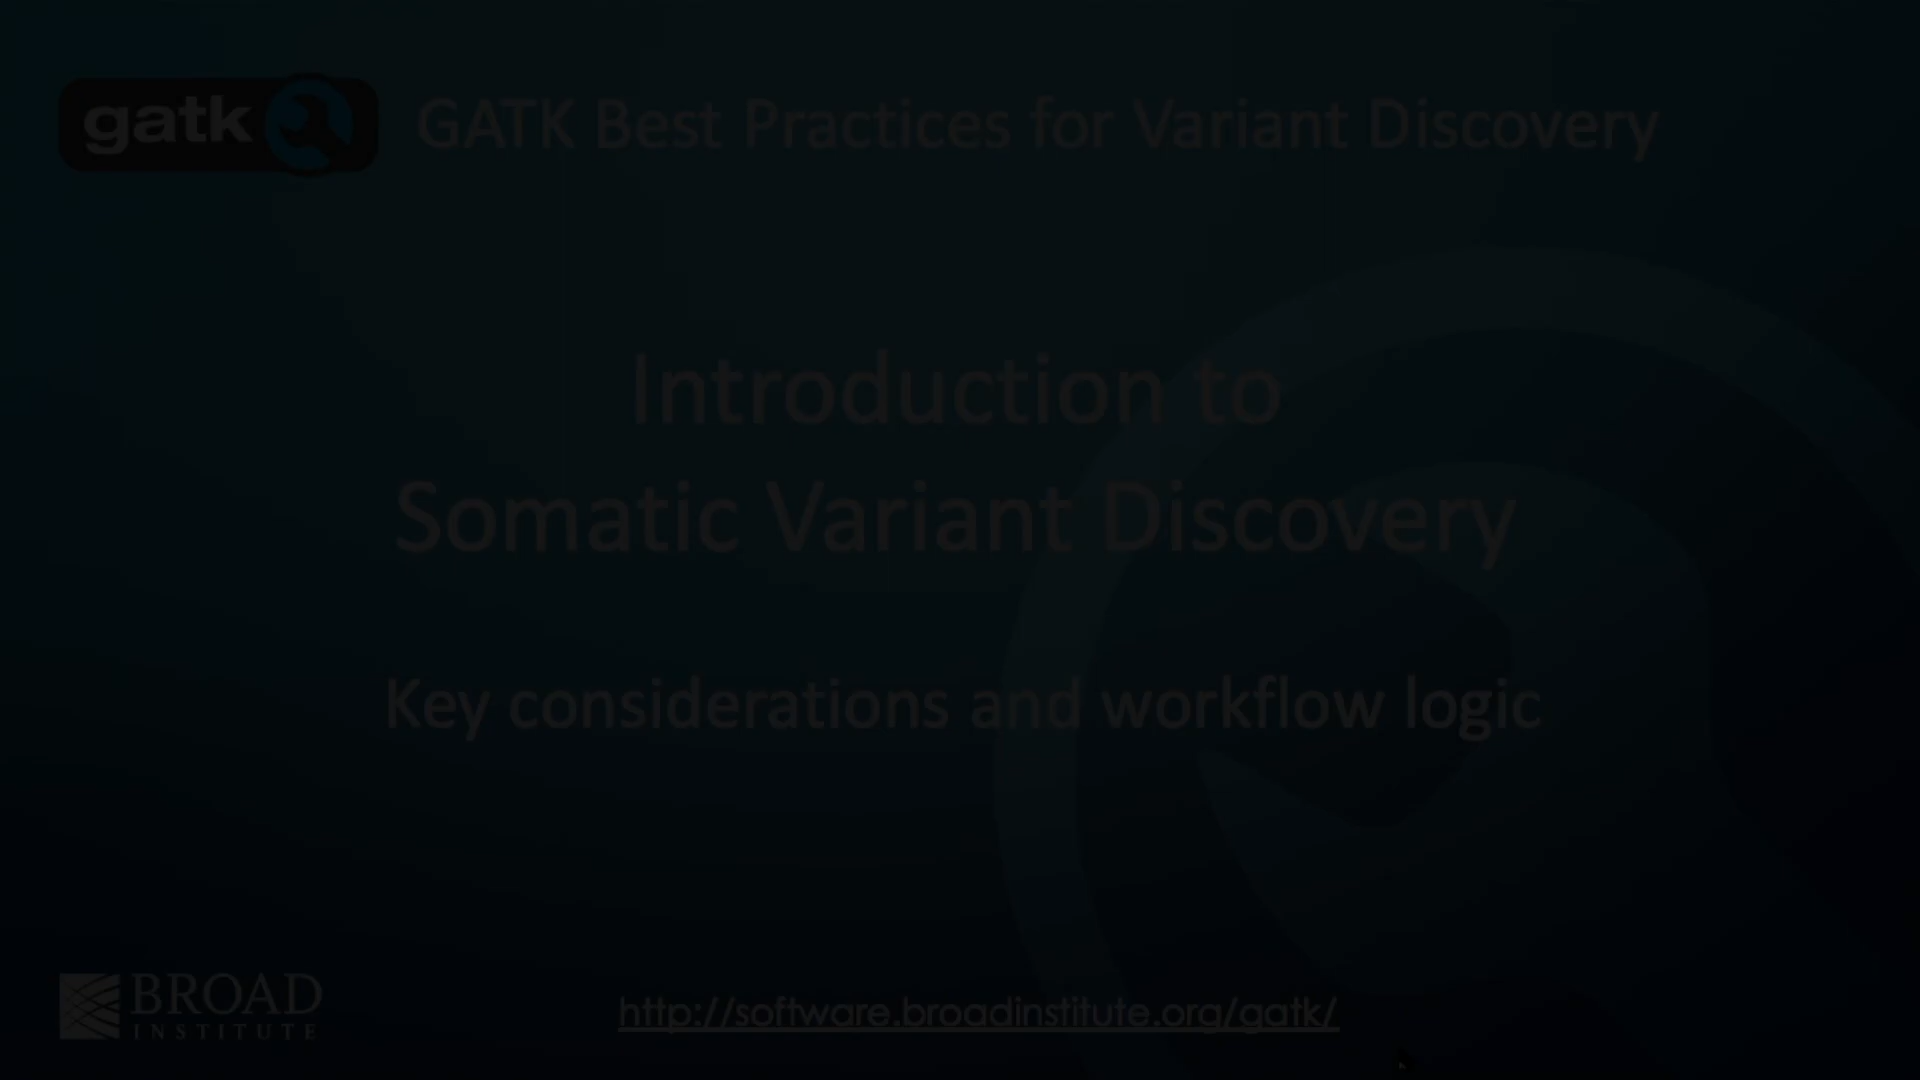 gatk GATK Best Practices for Variant Discovery
Introduction to
Somatic Variant Discovery
Key considerations and workflow logic
BROAD
INSTITUTE
http://software.broadinstitute.org/gatk/